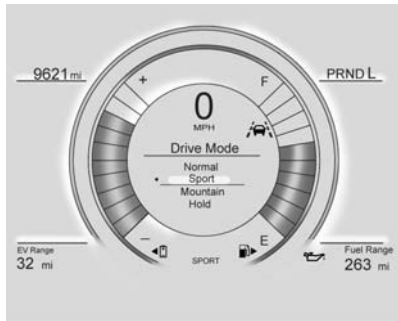 9621 mi
PRND L
+
F
0
MPH
Drive Mode
Normal
• Sport
Mountain
Hold
−
E
EV Range
32 mi
SPORT
Fuel Range
263 mi